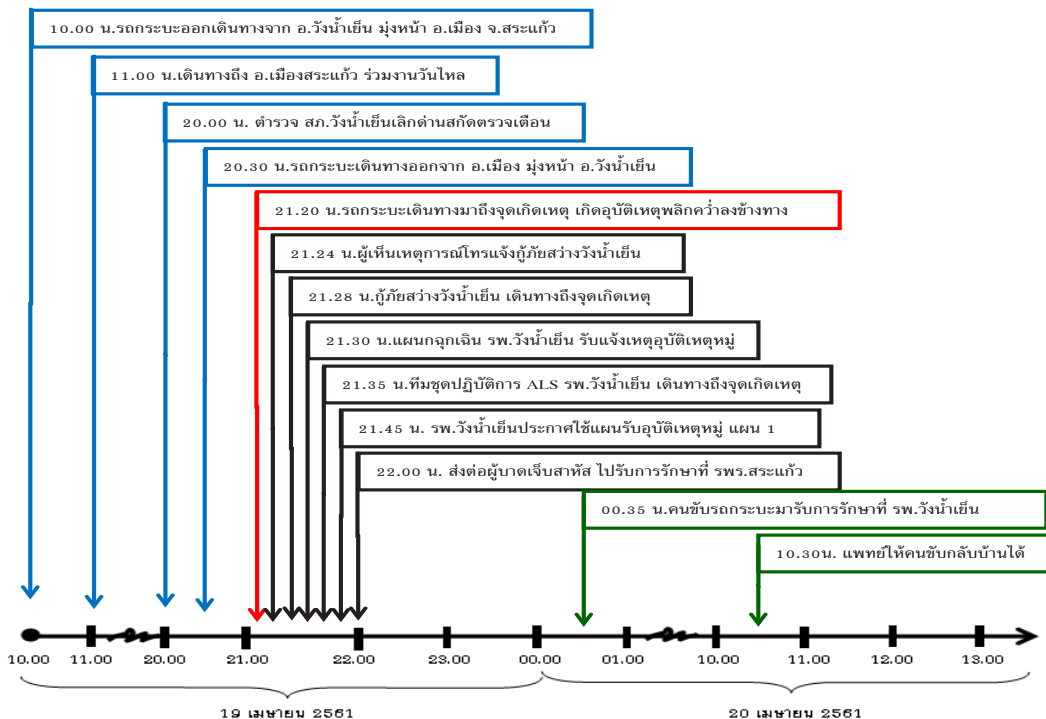 10.00 น.รถกระบะออกเดินทางจาก อ.วังน้ำเย็น มุ่งหน้า อ.เมือง จ.สระแก้ว
11.00 น.เดินทางถึง อ.เมืองสระแก้ว ร่วมงานวันไหล
20.00 น. ตำรวจ สภ.วังน้ำเย็นเลิกด่านสกัดตรวจเตือน
20.30 น.รถกระบะเดินทางออกจาก อ.เมือง มุ่งหน้า อ.วังน้ำเย็น
21.20 น.รถกระบะเดินทางมาถึงจุดเกิดเหตุ เกิดอุบัติเหตุพลิกคว่ำลงข้างทาง
21.24 น.ผู้เห็นเหตุการณ์โทรแจ้งกู้ภัยสว่างวังน้ำเย็น
21.28 น.กู้ภัยสว่างวังน้ำเย็น เดินทางถึงจุดเกิดเหตุ
21.30 น.แผนกฉุกเฉิน รพ.วังน้ำเย็น รับแจ้งเหตุอุบัติเหตุหมู่
21.35 น.ทีมชุดปฏิบัติการ ALS รพ.วังน้ำเย็น เดินทางถึงจุดเกิดเหตุ
21.45 น. รพ.วังน้ำเย็นประกาศใช้แผนรับอุบัติเหตุหมู่ แผน 1
22.00 น. ส่งต่อผู้บาดเจ็บสาหัส ไปรับการรักษาที่ รพร.สระแก้ว
00.35 น.คนขับรถกระบะมารับการรักษาที่ รพ.วังน้ำเย็น
10.30น. แพทย์ให้คนขับกลับบ้านได้
10.00 11.00 20.00 21.00 22.00 23.00 00.00 01.00 10.00 11.00 12.00 13.00
19 เมษายน 2561 20 เมษายน 2561